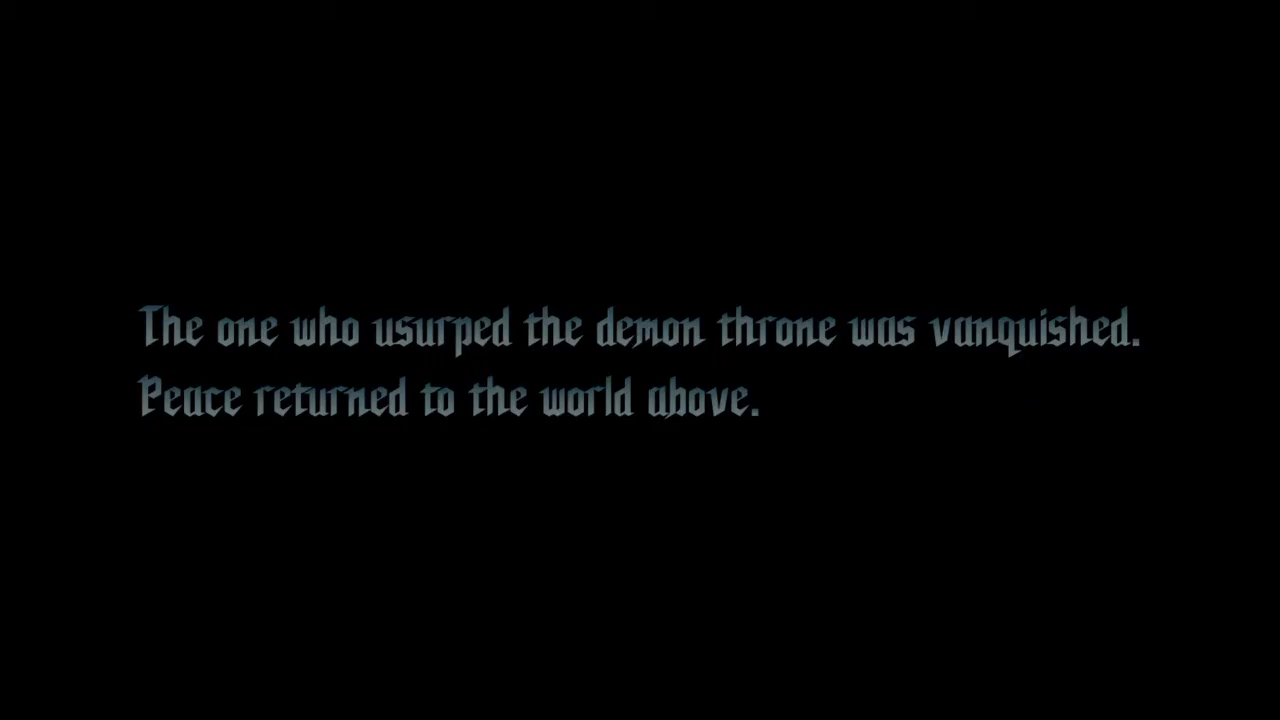 The one who usurped the demon throne was vanquished.
Peace returned to the world above.